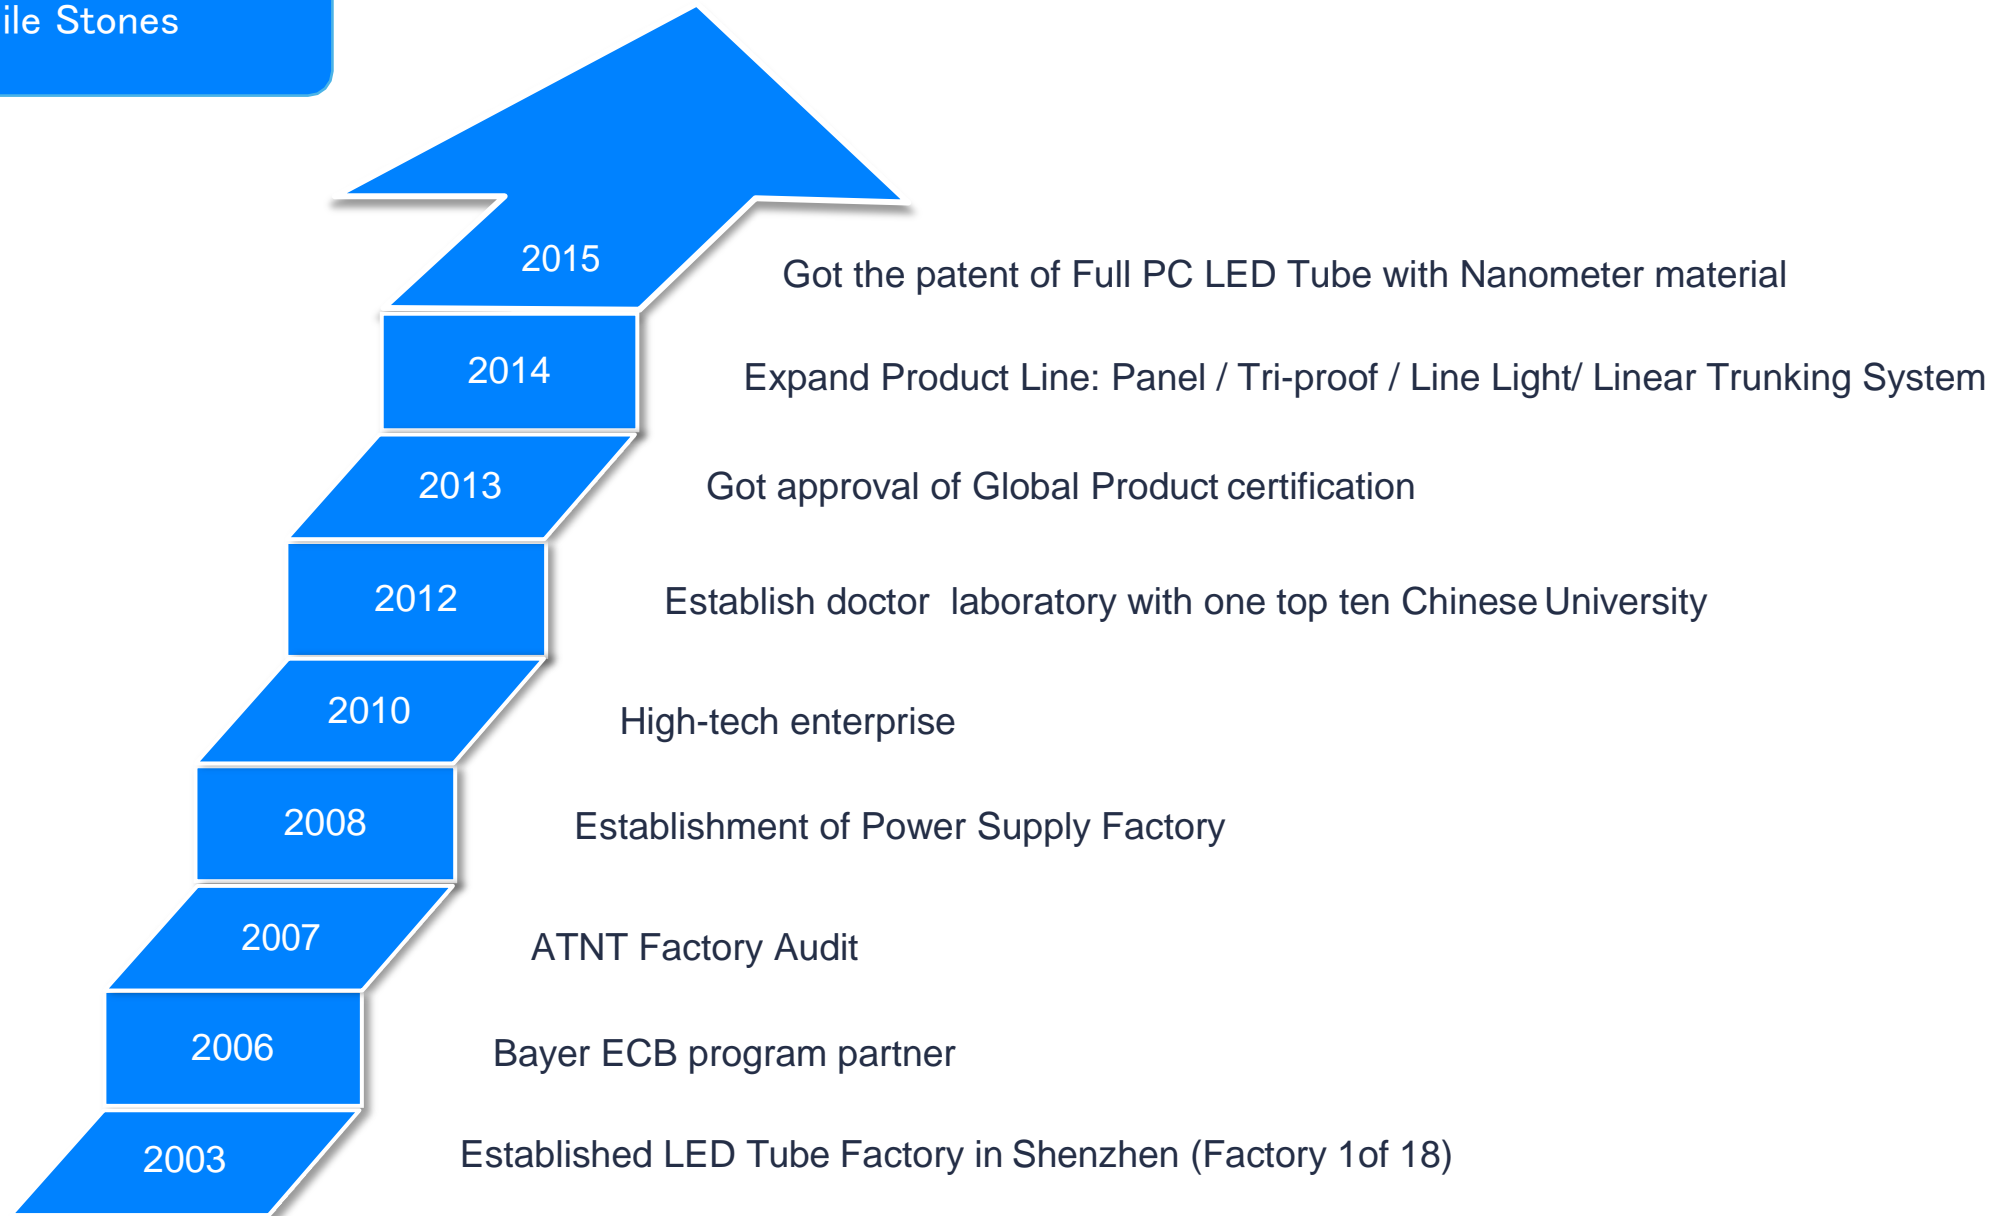 ile Stones
2015
Got the patent of Full PC LED Tube with Nanometer material
2014
Expand Product Line: Panel / Tri-proof / Line Light/ Linear Trunking System
2013
Got approval of Global Product certification
2012
Establish doctor laboratory with one top ten Chinese University
2010
High-tech enterprise
2008
Establishment of Power Supply Factory
2007
ATNT Factory Audit
2006
Bayer ECB program partner
2003
Established LED Tube Factory in Shenzhen (Factory 1of 18)